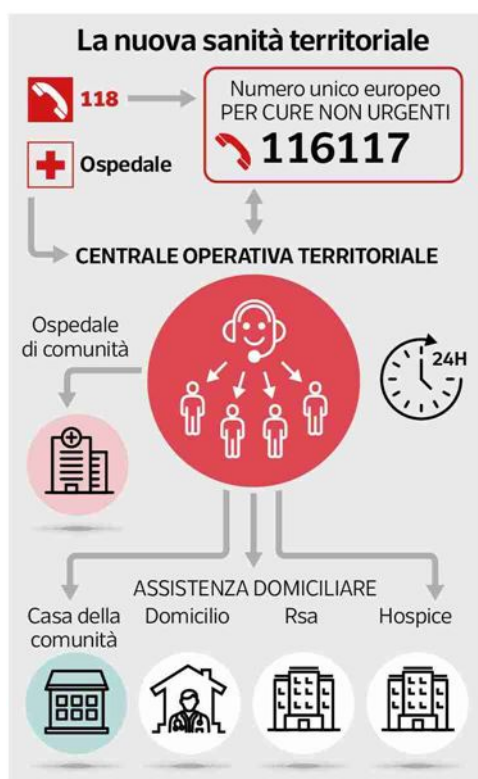 La nuova sanità territoriale
118
Numero unico europeo
PER CURE NON URGENTI
116117
Ospedale
CENTRALE OPERATIVA TERRITORIALE
Ospedale
di comunità
24H
ASSISTENZA DOMICILIARE
Casa della
comunità
Domicilio
Rsa
Hospice